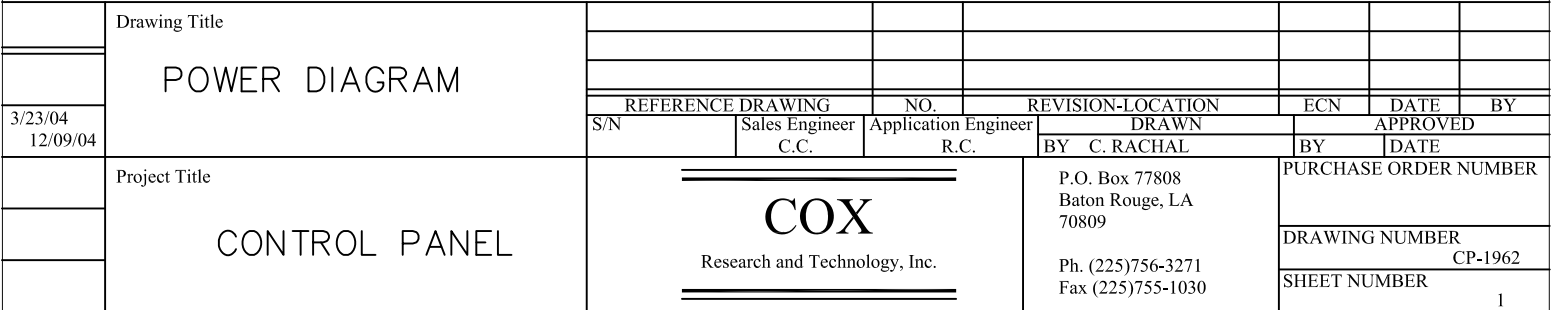 3/23/04
12/09/04
Drawing Title
POWER DIAGRAM
Project Title
CONTROL PANEL
REFERENCE DRAWING NO. REVISION-LOCATION ECN DATE BY
S/N Sales Engineer Application Engineer DRAWN APPROVED
C.C. R.C. BY C. RACHAL BY DATE
COX
Research and Technology, Inc.
P.O. Box 77808
Baton Rouge, LA
70809
Ph. (225)756-3271
Fax (225)755-1030
PURCHASE ORDER NUMBER
DRAWING NUMBER
CP-1962
SHEET NUMBER
1